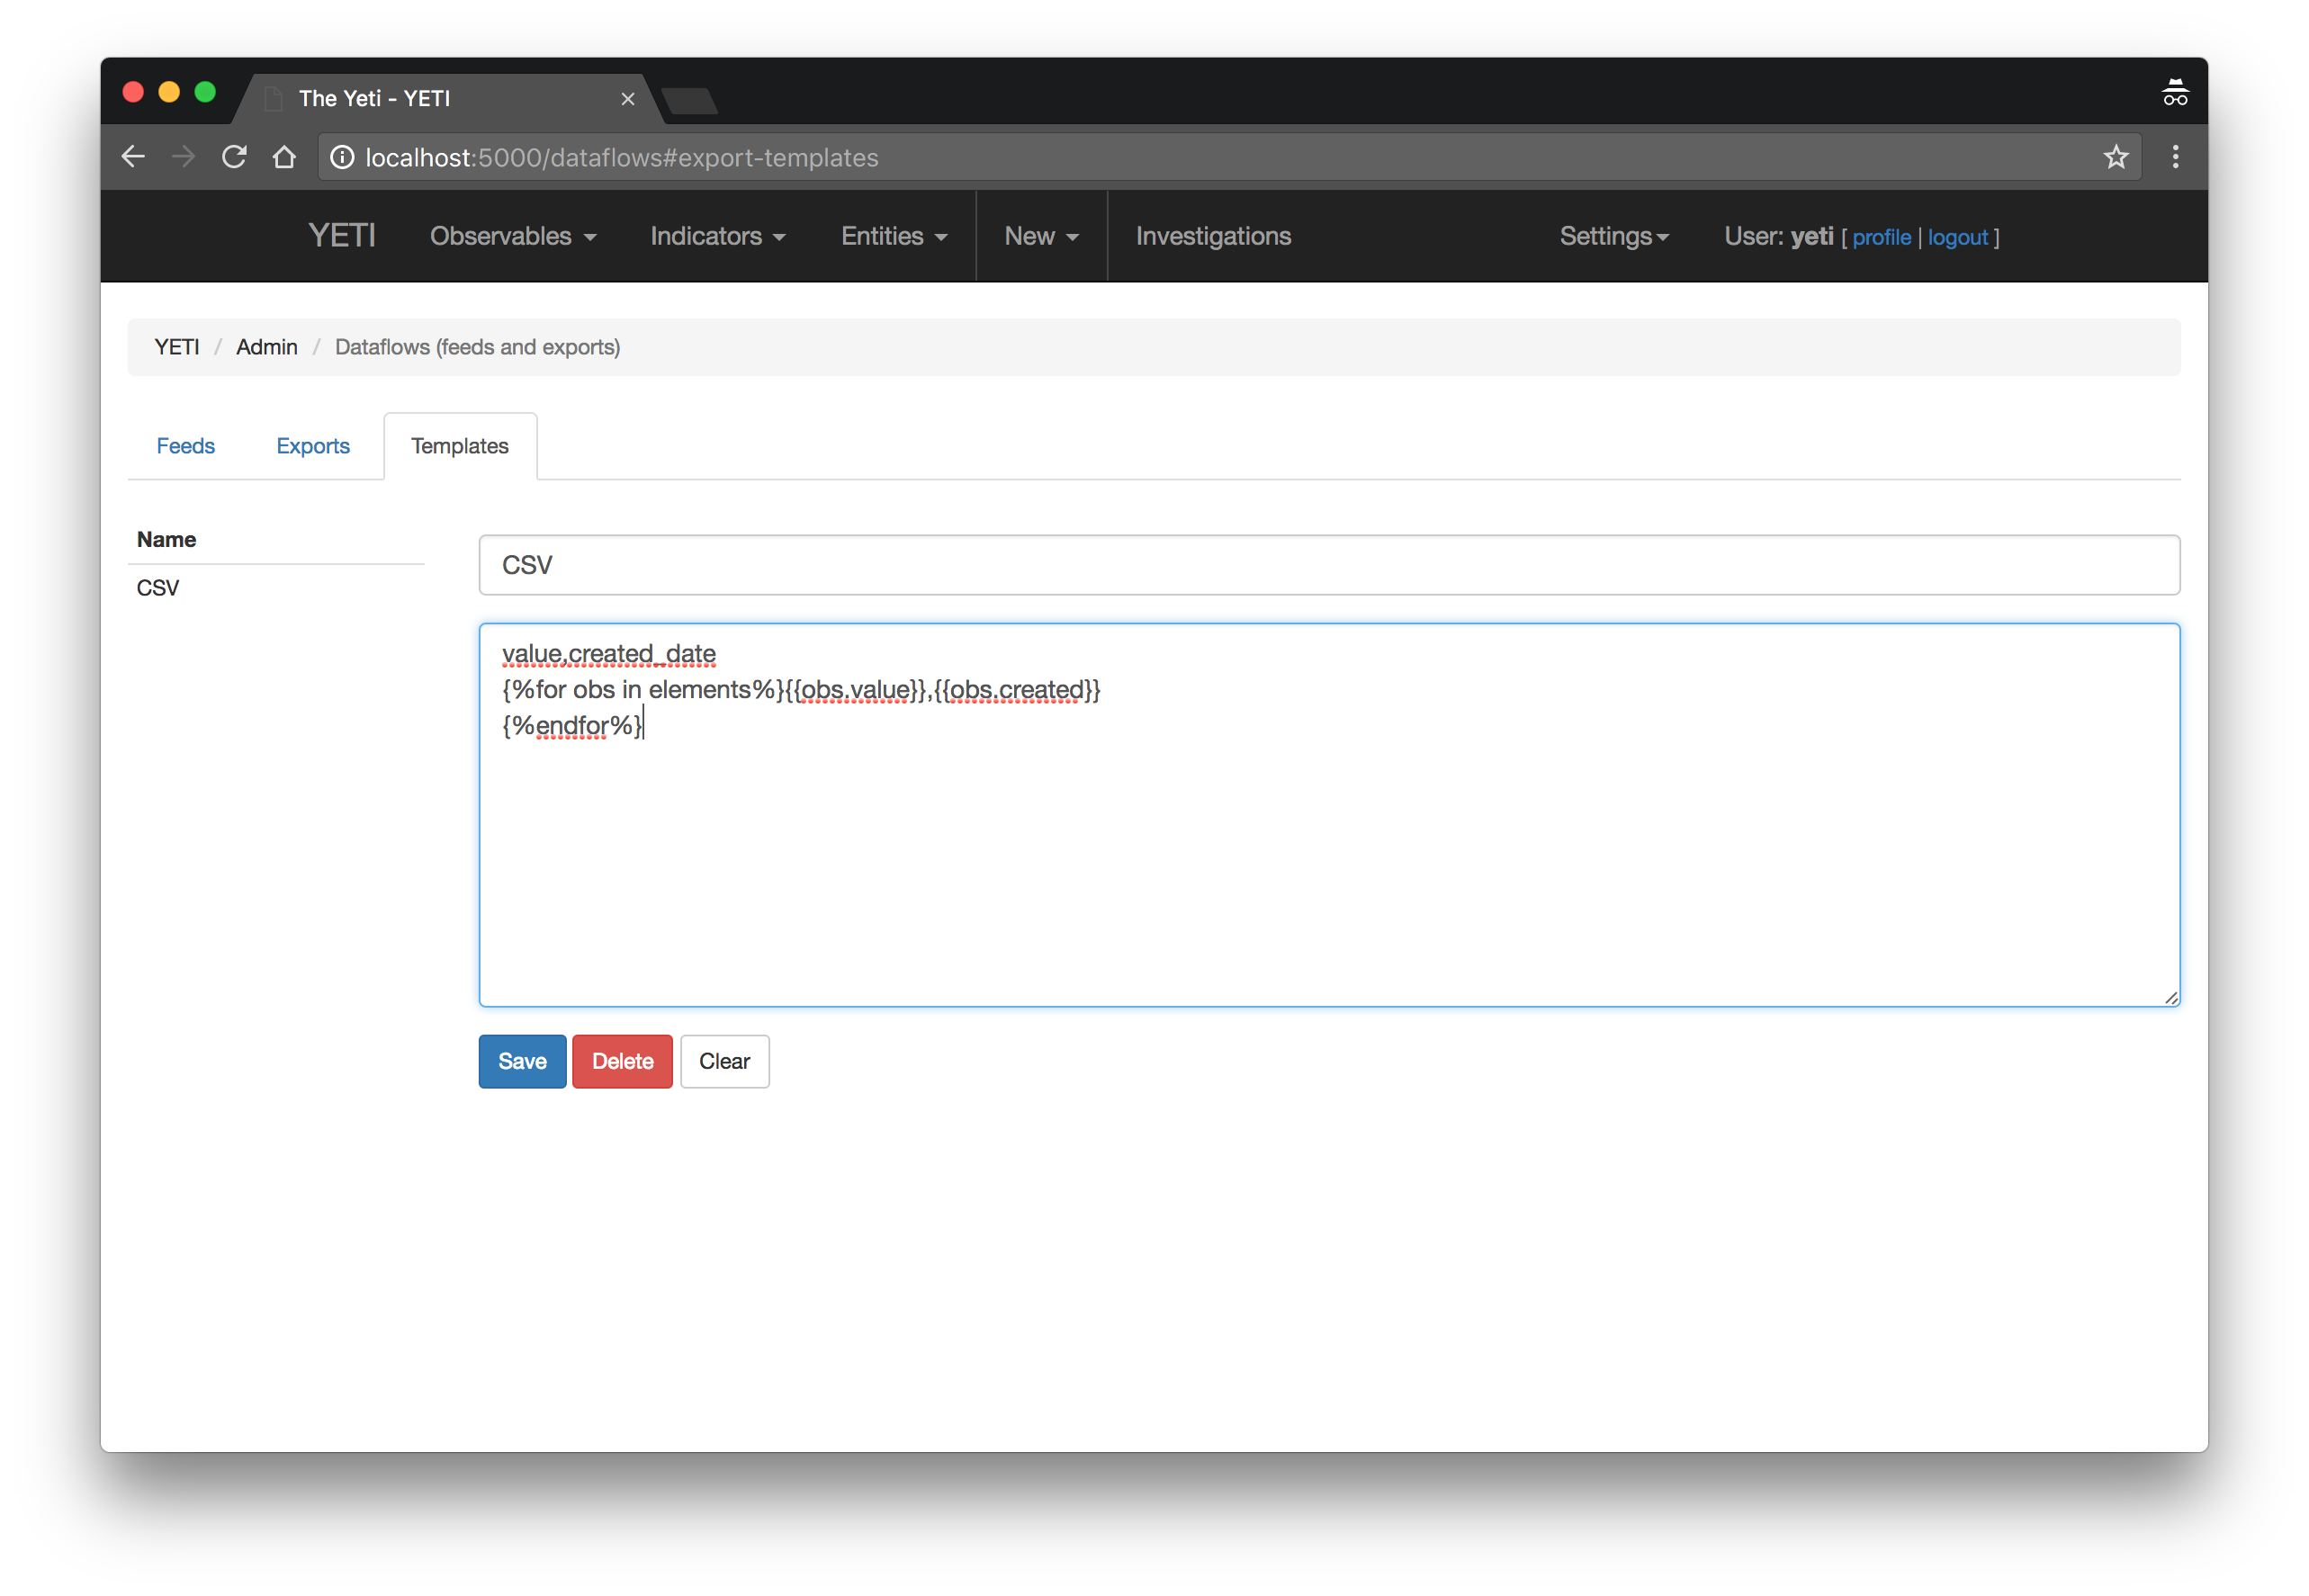 The Yeti - YETI
localhost:5000/dataflows#export-templates
YETI Observables Indicators Entities New Investigations Settings User: yeti [ profile | logout ]
YETI / Admin / Dataflows (feeds and exports)
Feeds Exports Templates
Name
CSV
CSV
value,created_date
{%for obs in elements%}{{obs.value}},{{obs.created}}
{%endfor%}
Save Delete Clear